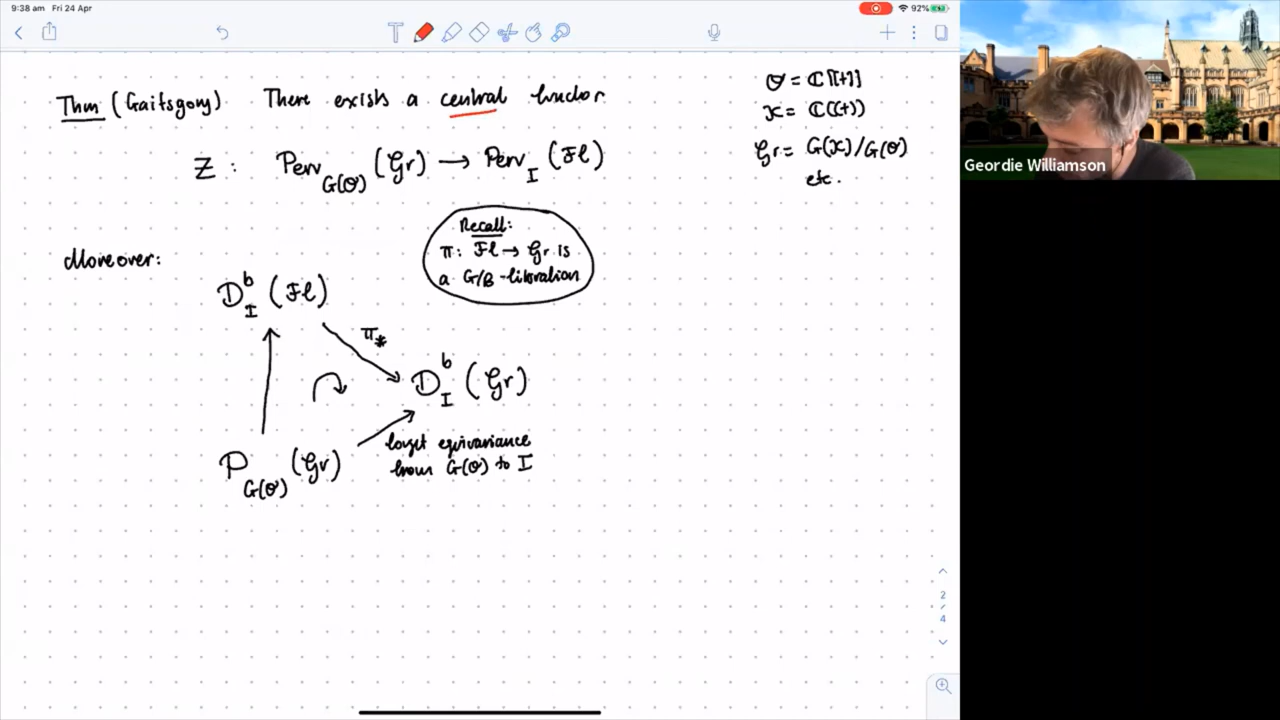 9:38 am Fri 24 Apr
92%
Thm (Gaitsgory) There exists a central functor
Z : Perv_{G(O)} (Gr) → Perv_I (Fl)
O = C[[t]]
K = C((t))
Gr = G(K)/G(O)
etc.
Geordie Williamson
Recall:
π: Fl → Gr is
a G/B-fibration
Moreover:
D^b_I (Fl)
π_*
D^b_I (Gr)
forget equivariance
from G(O) to I
P_{G(O)} (Gr)
2
/
4